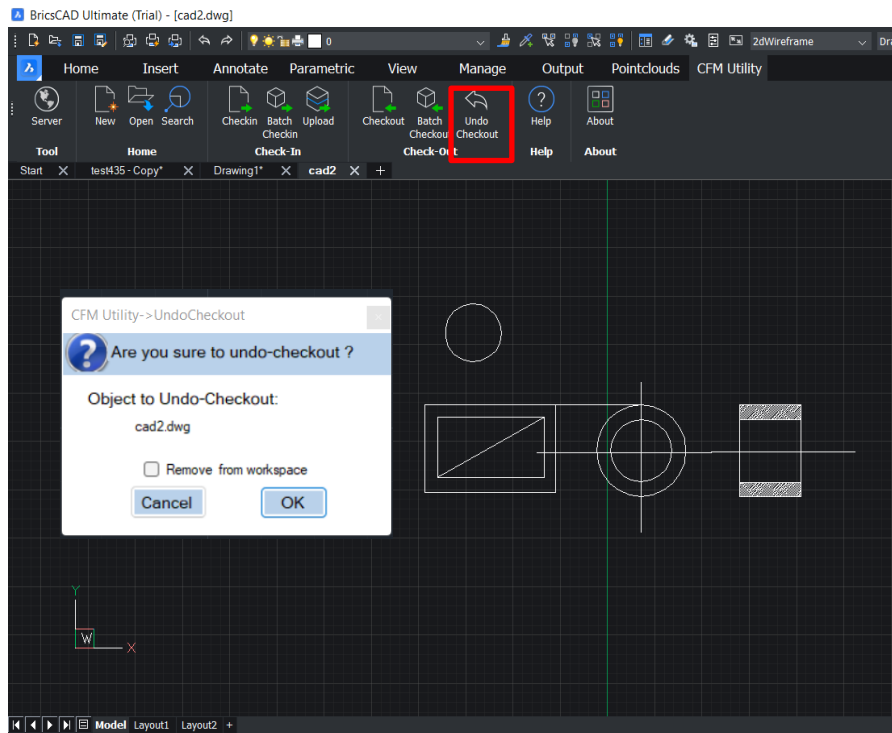 BricsCAD Ultimate (Trial) - [cad2.dwg]
0 2dWireframe Dra
Home Insert Annotate Parametric View Manage Output Pointclouds CFM Utility
Server New Open Search Checkin Batch Checkin Upload Checkout Batch Checkout Undo Checkout Help About
Tool Home Check-In Check-Out Help About
Start test435 - Copy* Drawing1* cad2
CFM Utility->UndoCheckout
Are you sure to undo-checkout ?
Object to Undo-Checkout:
cad2.dwg
Remove from workspace
Cancel OK
Y
W X
Model Layout1 Layout2 +